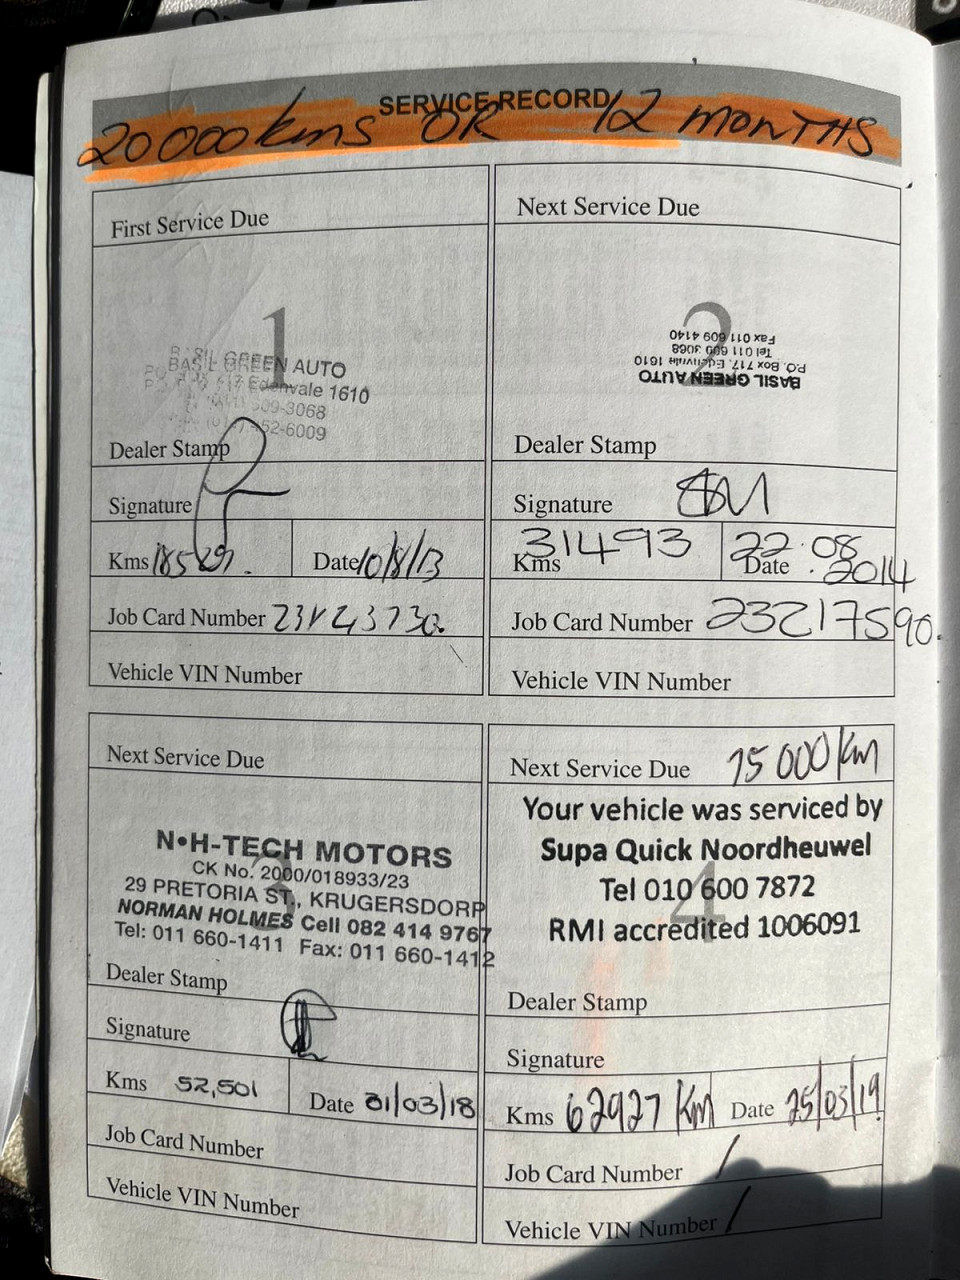 SERVICE RECORD
20000 kms OR 12 MONTHS
First Service Due
1
BASIL GREEN AUTO
Edenvale 1610
Dealer Stamp
Signature
Kms
Date 10/8/13
Job Card Number
Vehicle VIN Number
Next Service Due
2
BASIL GREEN AUTO
P.O. Box 717, Edenvale 1610
Tel 011 609 3068
Fax 011 609 4140
Dealer Stamp
Signature
Kms 31493
Date 22.08.2014
Job Card Number 23217590.
Vehicle VIN Number
Next Service Due
3
N•H-TECH MOTORS
CK No. 2000/018933/23
29 PRETORIA ST., KRUGERSDORP
NORMAN HOLMES Cell 082 414 9767
Tel: 011 660-1411 Fax: 011 660-1412
Dealer Stamp
Signature
Kms 52,501
Date 31/03/18
Job Card Number
Vehicle VIN Number
Next Service Due 75 000 km
4
Your vehicle was serviced by
Supa Quick Noordheuwel
Tel 010 600 7872
RMI accredited 1006091
Dealer Stamp
Signature
Kms 62927 Km
Date 25/03/19
Job Card Number /
Vehicle VIN Number /